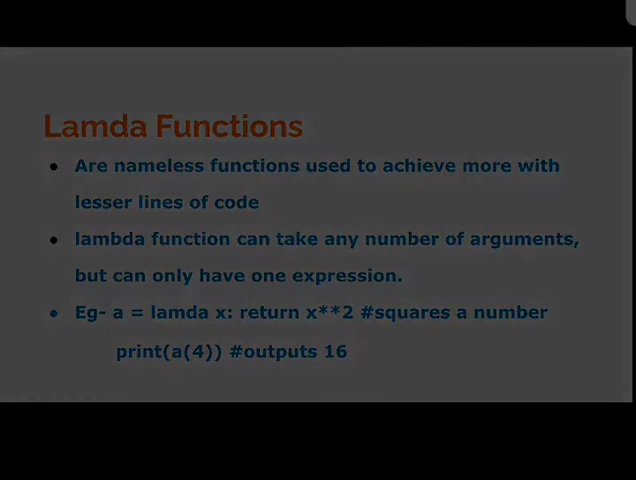 Lamda Functions
● Are nameless functions used to achieve more with
lesser lines of code
● lambda function can take any number of arguments,
but can only have one expression.
● Eg- a = lamda x: return x**2 #squares a number
print(a(4)) #outputs 16